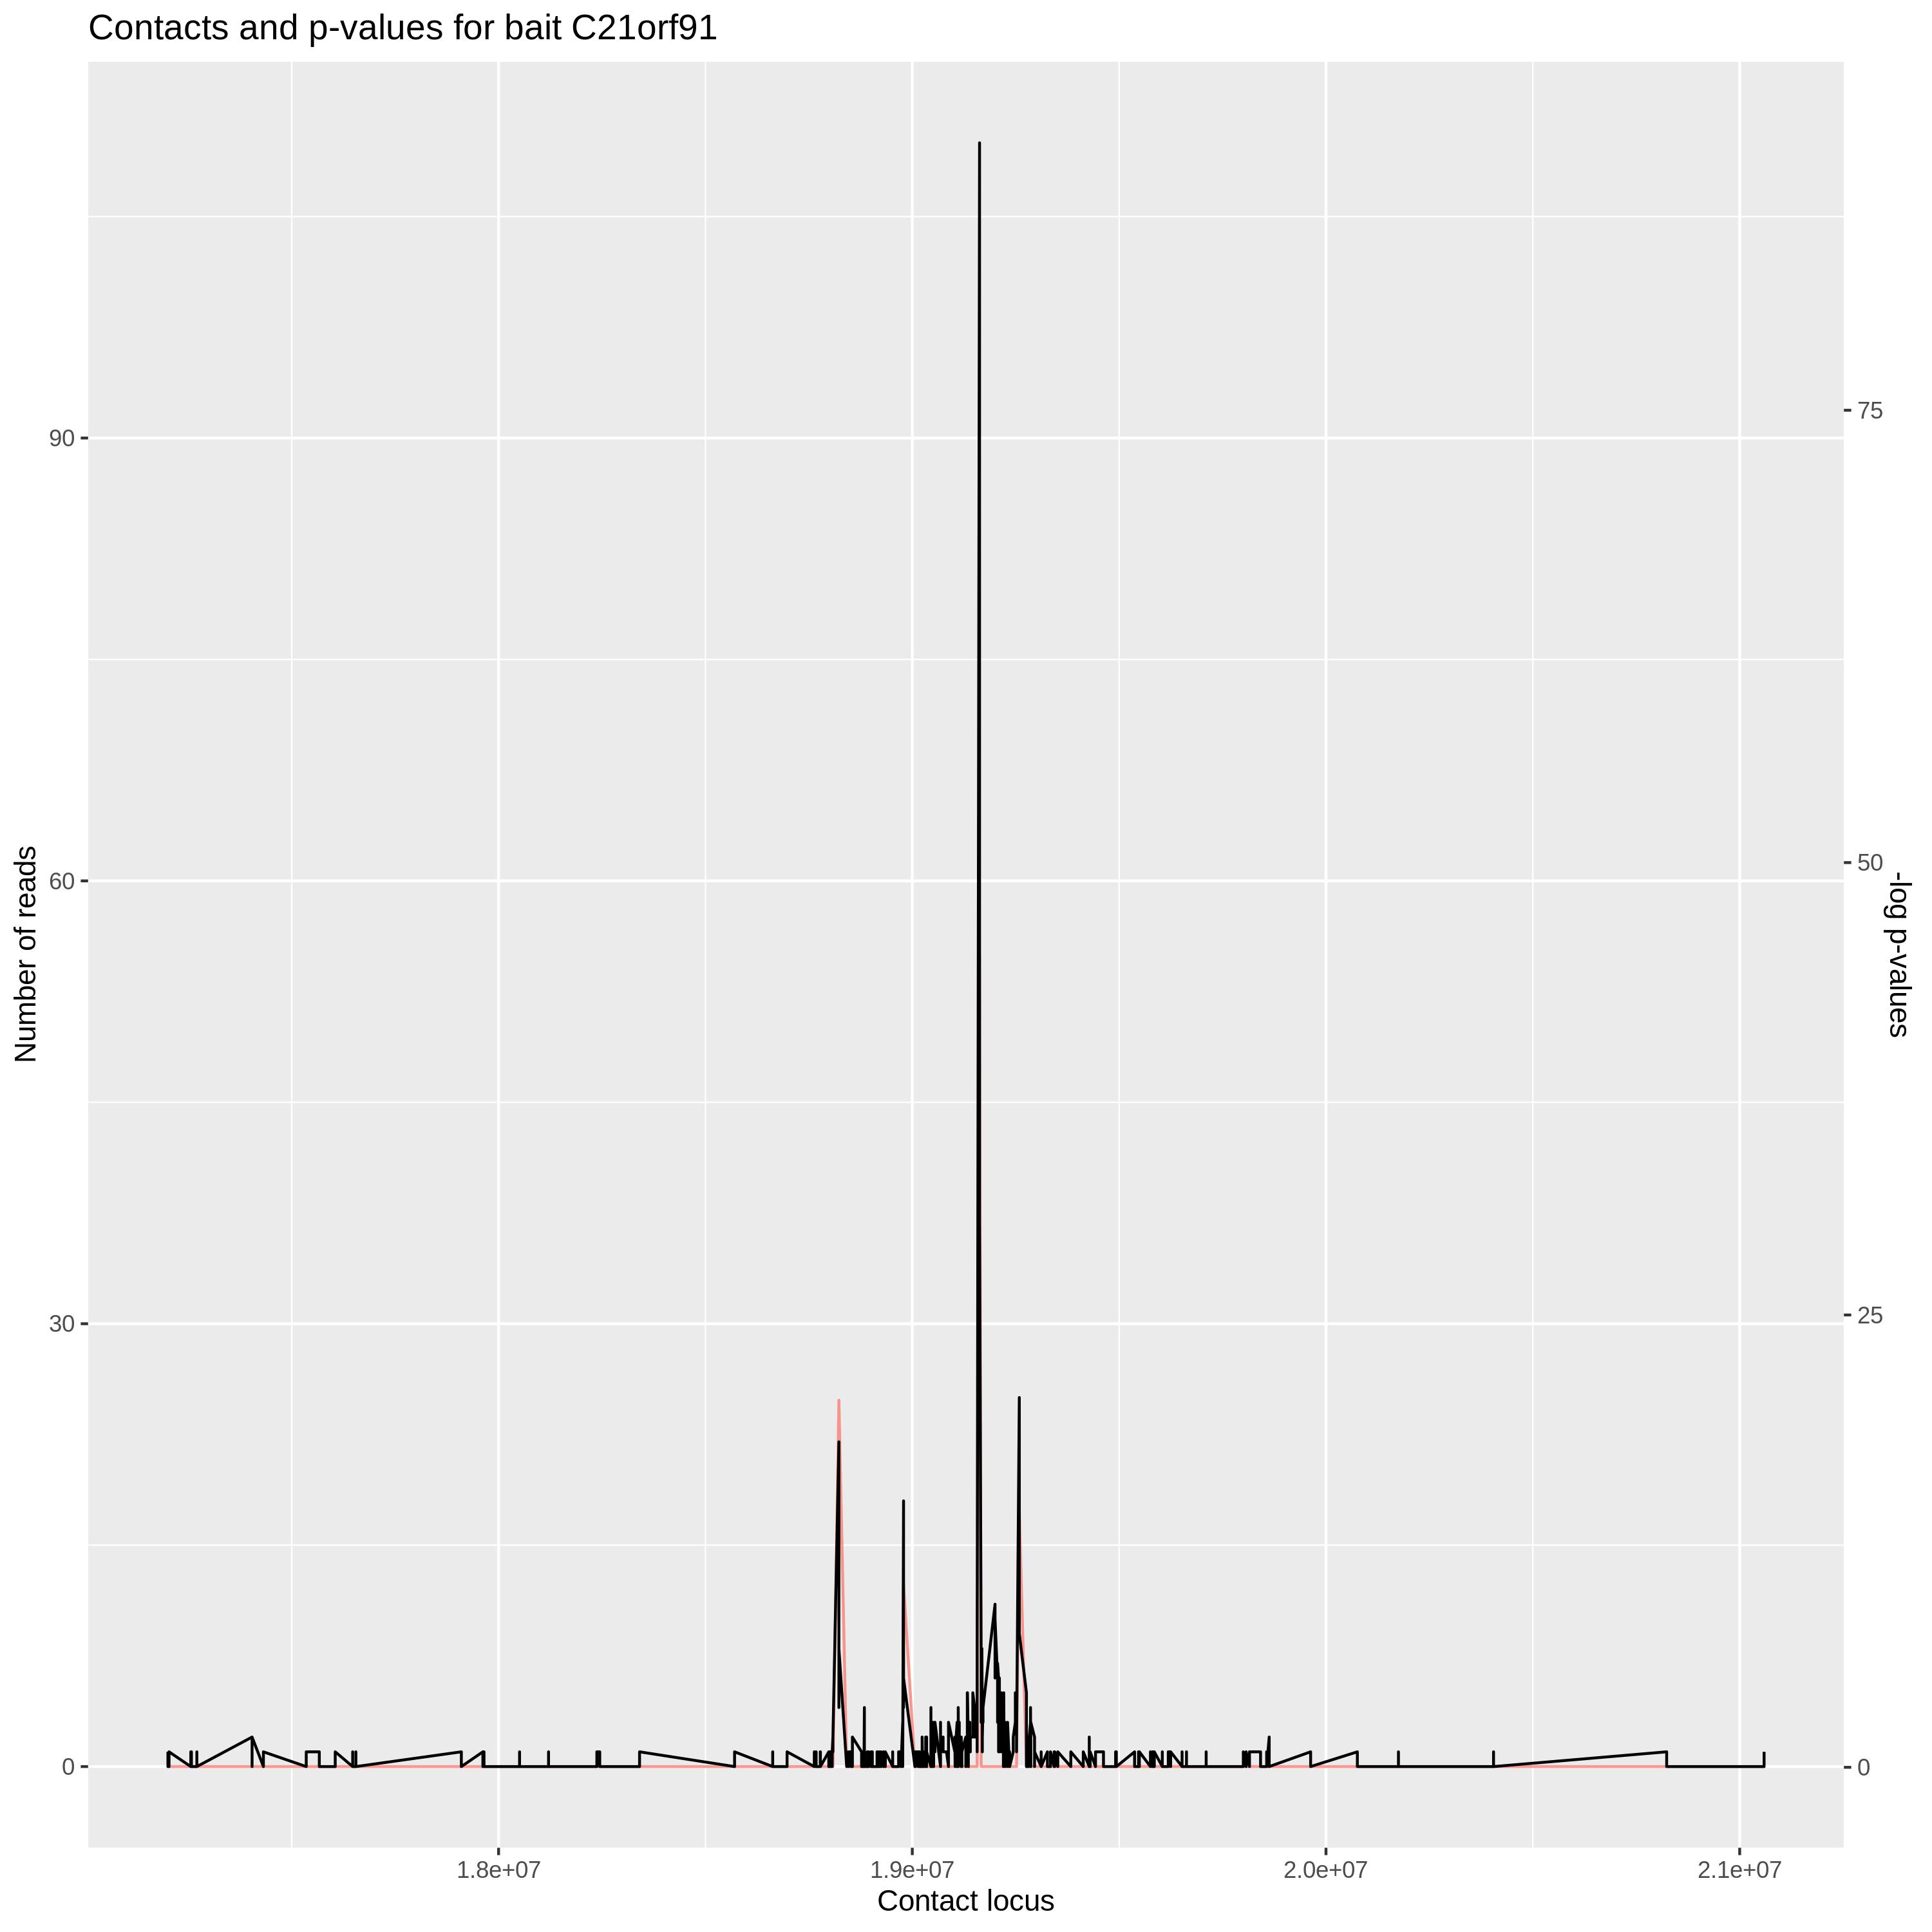 Contacts and p-values for bait C21orf91
90
60
30
0
75
50
25
0
Number of reads
-log p-values
1.8e+07 1.9e+07 2.0e+07 2.1e+07
Contact locus